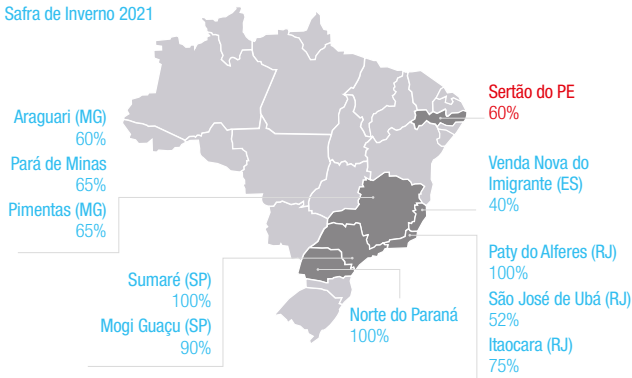 Safra de Inverno 2021
Araguari (MG)
60%
Pará de Minas
65%
Pimentas (MG)
65%
Sumaré (SP)
100%
Mogi Guaçu (SP)
90%
Norte do Paraná
100%
Sertão do PE
60%
Venda Nova do
Imigrante (ES)
40%
Paty do Alferes (RJ)
100%
São José de Ubá (RJ)
52%
Itaocara (RJ)
75%